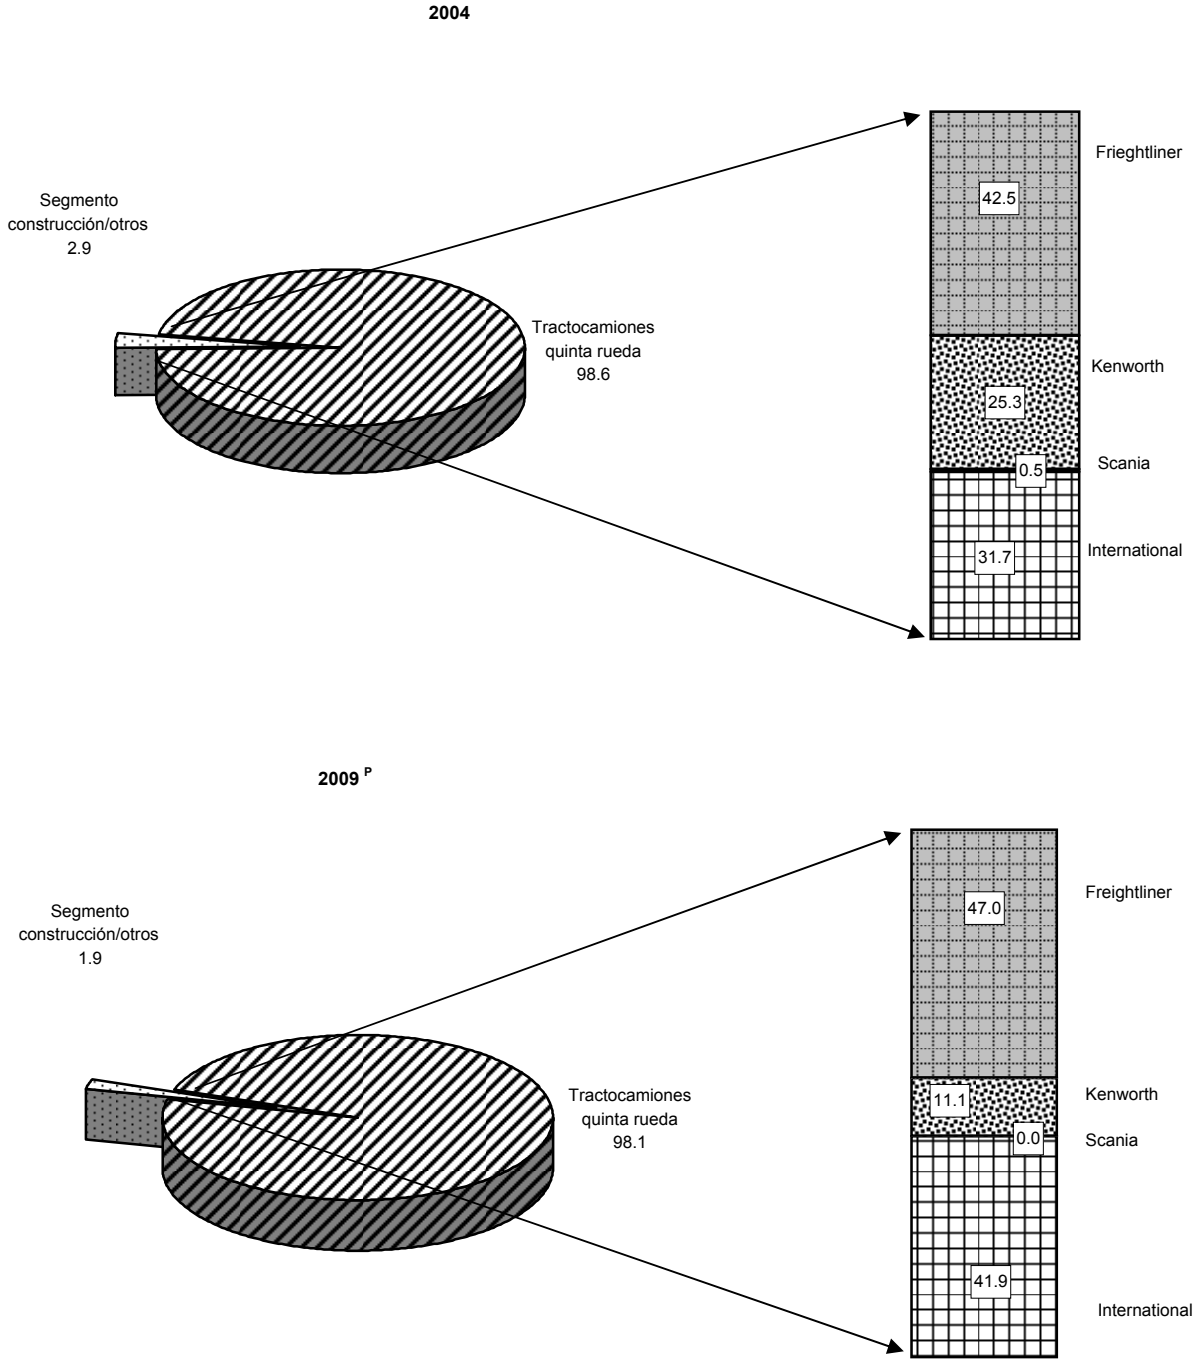 2004
Segmento
construcción/otros
2.9
Tractocamiones
quinta rueda
98.6
42.5
Frieghtliner
25.3
Kenworth
0.5
Scania
31.7
International
2009 P
Segmento
construcción/otros
1.9
Tractocamiones
quinta rueda
98.1
47.0
Freightliner
11.1
Kenworth
0.0
Scania
41.9
International